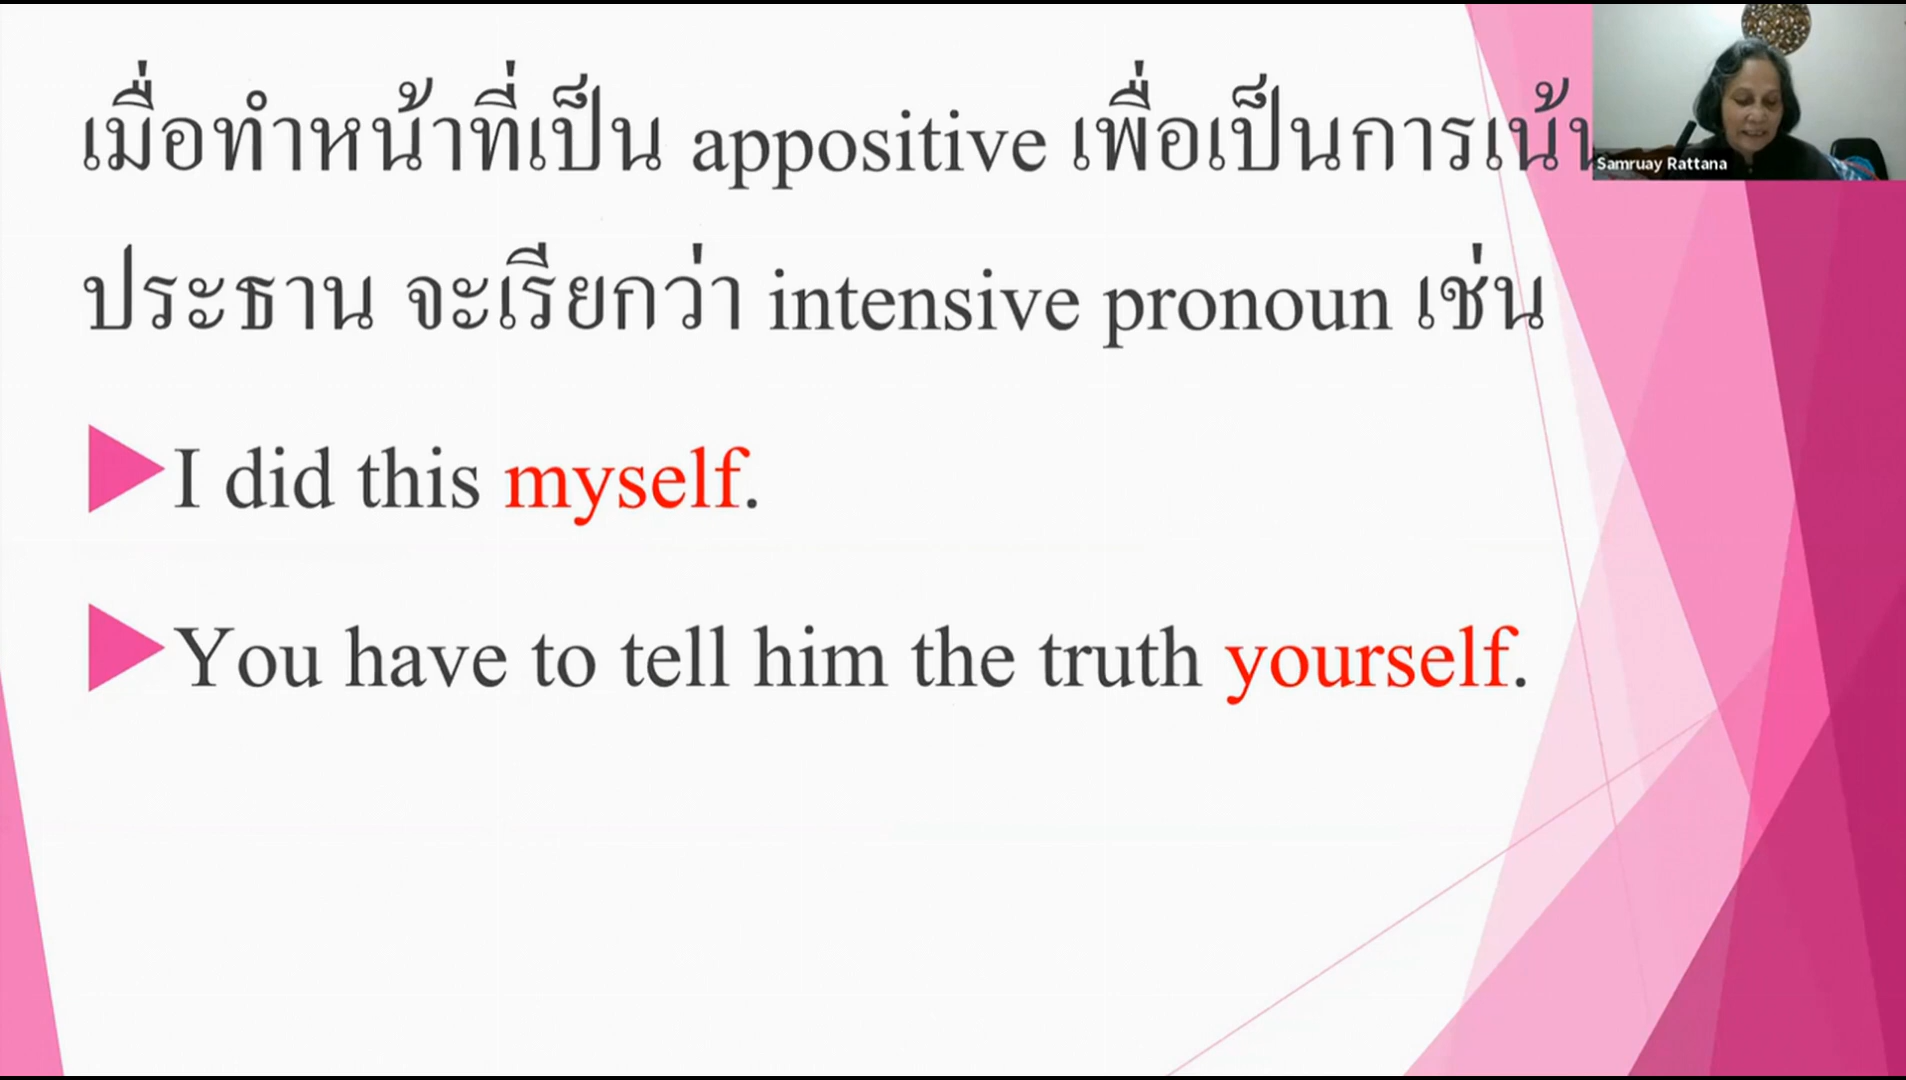 เมื่อทำหน้าที่เป็น appositive เพื่อเป็นการเน้น
Samruay Rattana
ประธาน จะเรียกว่า intensive pronoun เช่น
I did this myself.
You have to tell him the truth yourself.